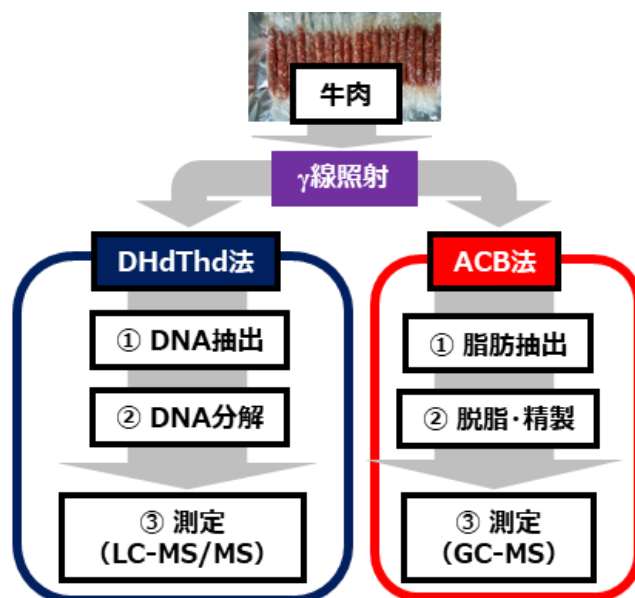 牛肉
γ線照射
DHdThd法
① DNA抽出
② DNA分解
③ 測定
（LC-MS/MS）
ACB法
① 脂肪抽出
② 脱脂･精製
③ 測定
（GC-MS）